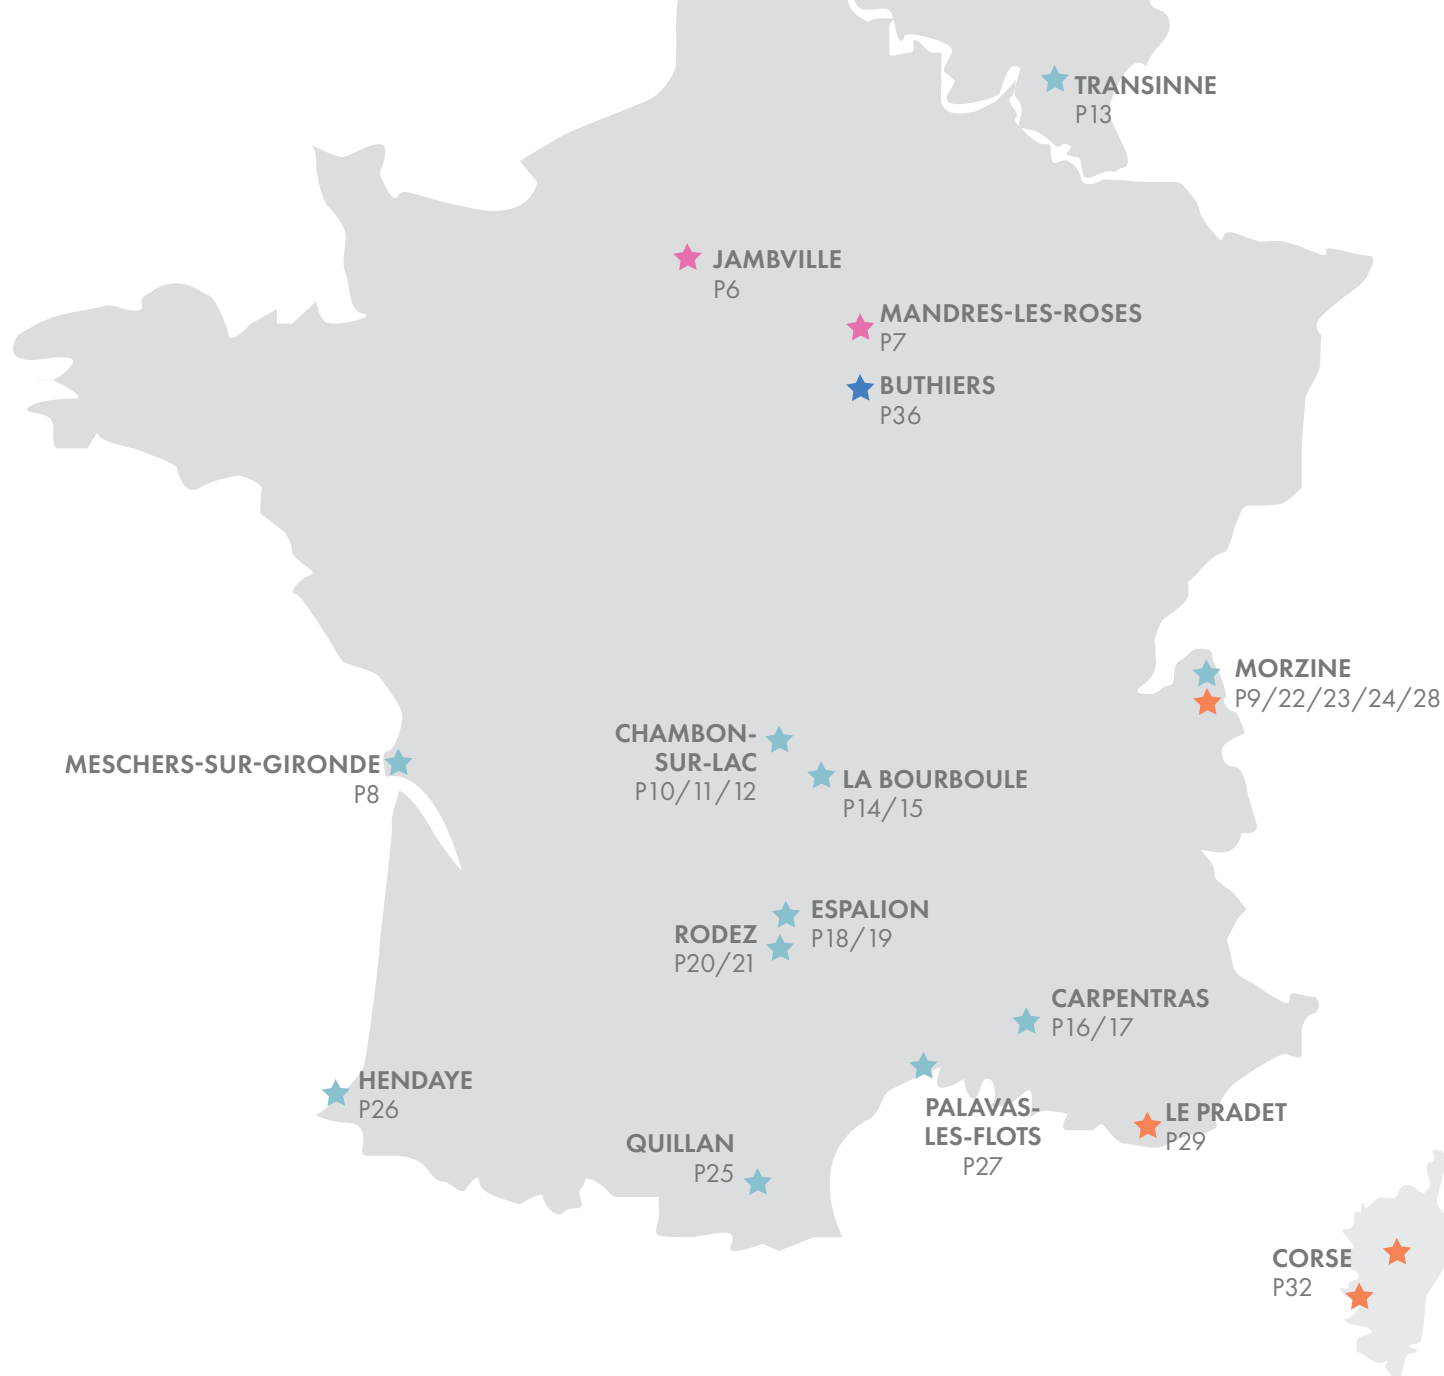 TRANSINNE
P13
JAMBVILLE
P6
MANDRES-LES-ROSES
P7
BUTHIERS
P36
MORZINE
P9/22/23/24/28
CHAMBON-
SUR-LAC
P10/11/12
MESCHERS-SUR-GIRONDE
P8
LA BOURBOULE
P14/15
ESPALION
P18/19
RODEZ
P20/21
CARPENTRAS
P16/17
HENDAYE
P26
PALAVAS-
LES-FLOTS
P27
LE PRADET
P29
QUILLAN
P25
CORSE
P32